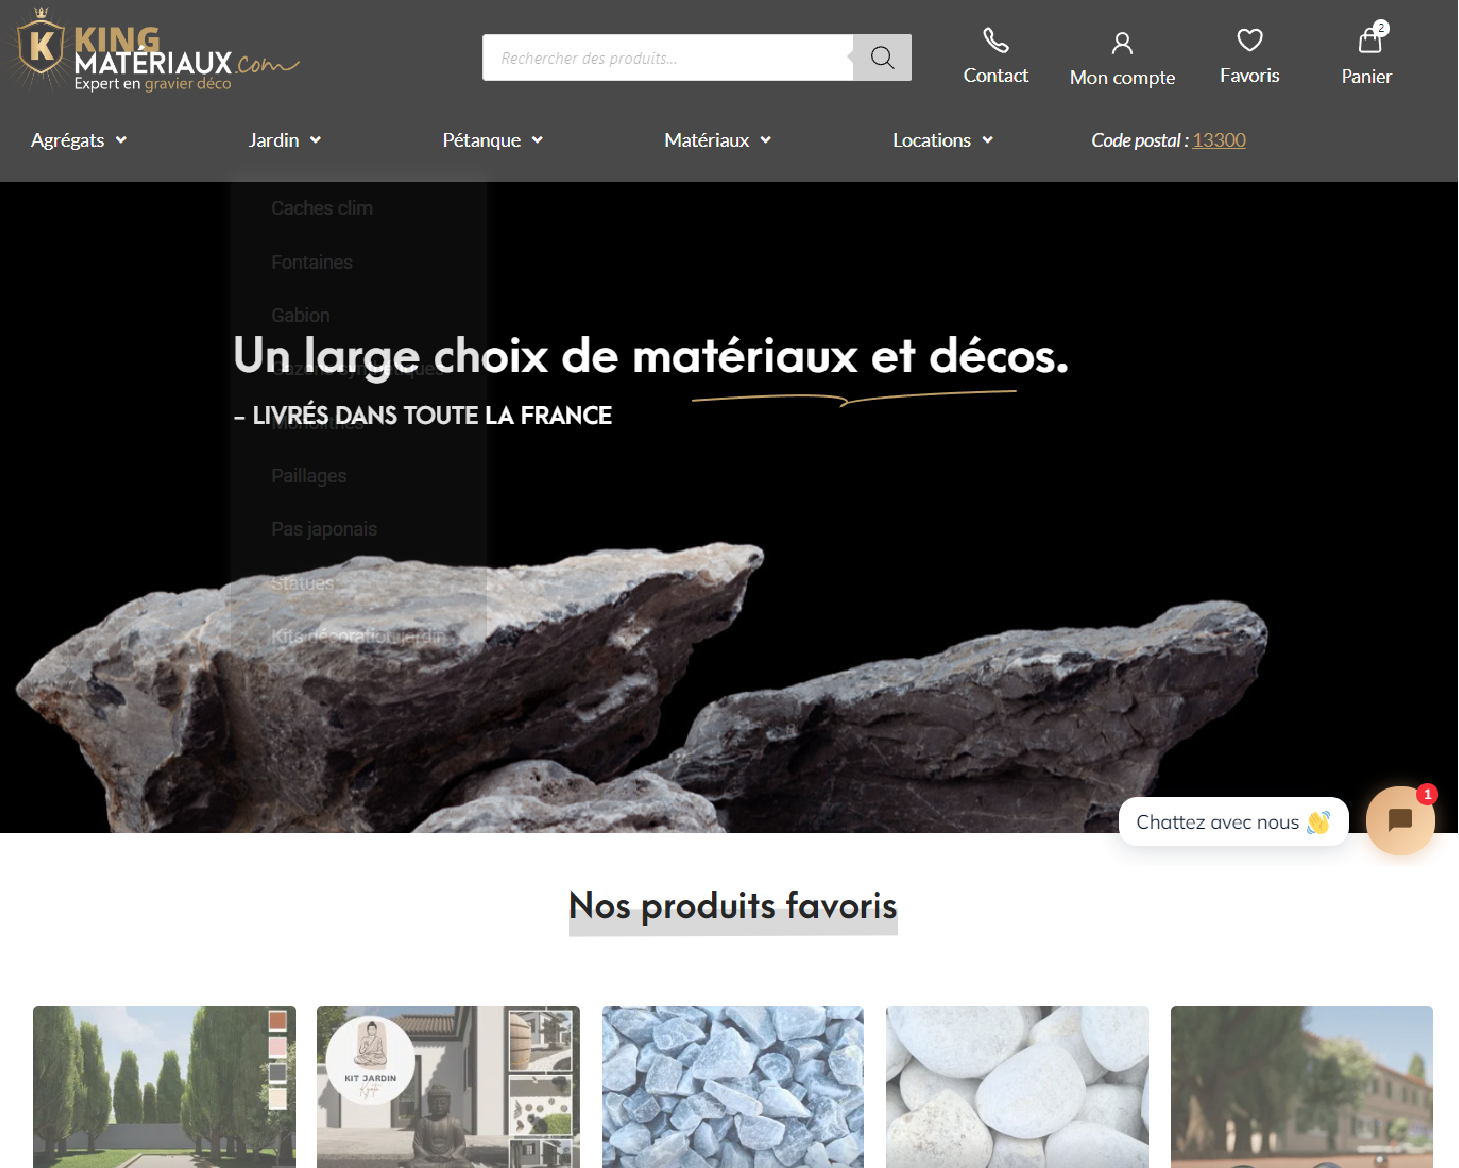 KING
MATÉRIAUX.com
Expert en gravier déco
K
Rechercher des produits...
Contact
Mon compte
Favoris
2
Panier
Agrégats
Jardin
Pétanque
Matériaux
Locations
Code postal : 13300
Caches clim
Fontaines
Gabion
Un large choix de matériaux et décos.
– LIVRÉS DANS TOUTE LA FRANCE
Paillages
Pas japonais
Statues
Kits décoration jardin
1
Chattez avec nous 👋
Nos produits favoris
KIT JARDIN